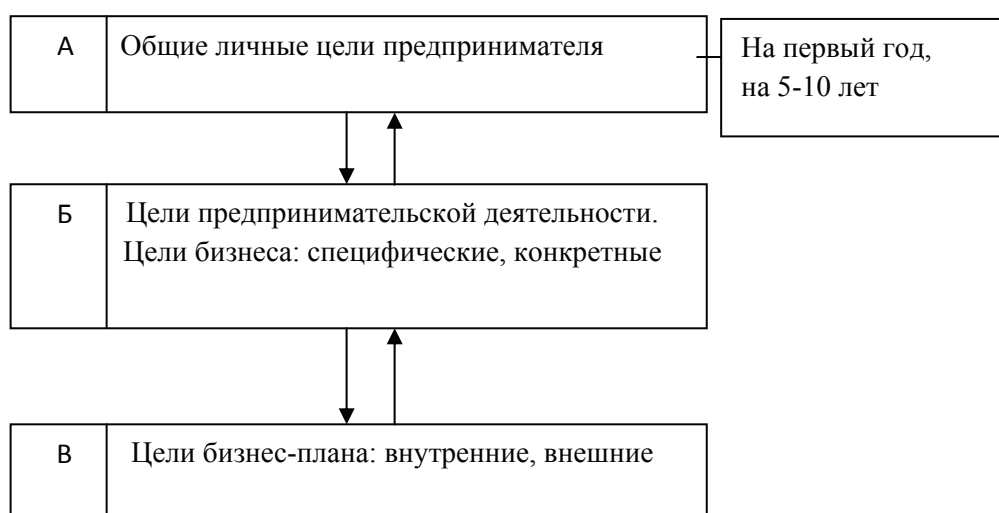 А Общие личные цели предпринимателя
На первый год,
на 5-10 лет
Б Цели предпринимательской деятельности.
Цели бизнеса: специфические, конкретные
В Цели бизнес-плана: внутренние, внешние